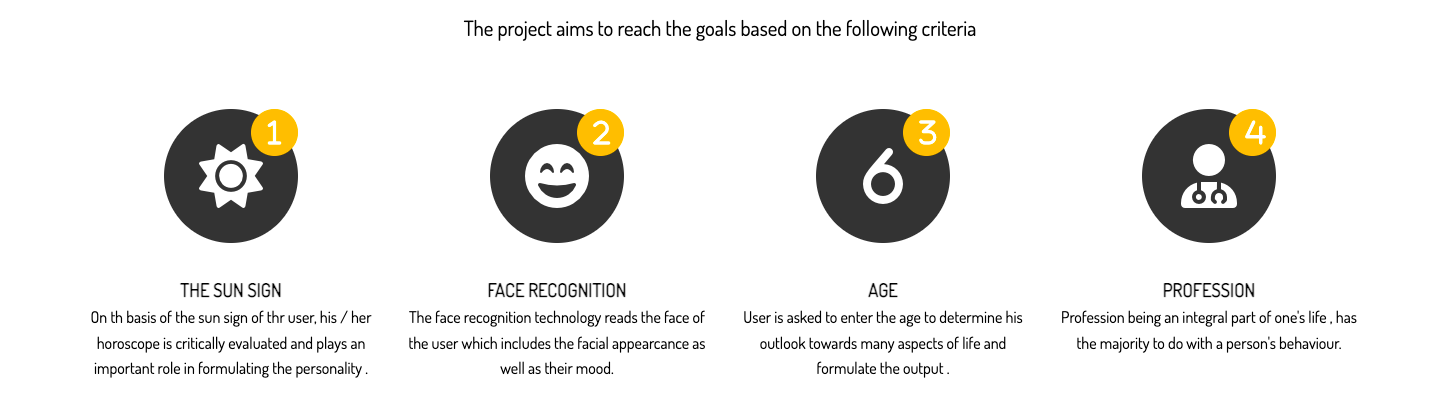 The project aims to reach the goals based on the following criteria
1
2
3
4
6
THE SUN SIGN
On th basis of the sun sign of thr user, his / her
horoscope is critically evaluated and plays an
important role in formulating the personality .
FACE RECOGNITION
The face recognition technology reads the face of
the user which includes the facial appearcance as
well as their mood.
AGE
User is asked to enter the age to determine his
outlook towards many aspects of life and
formulate the output .
PROFESSION
Profession being an integral part of one's life , has
the majority to do with a person's behaviour.